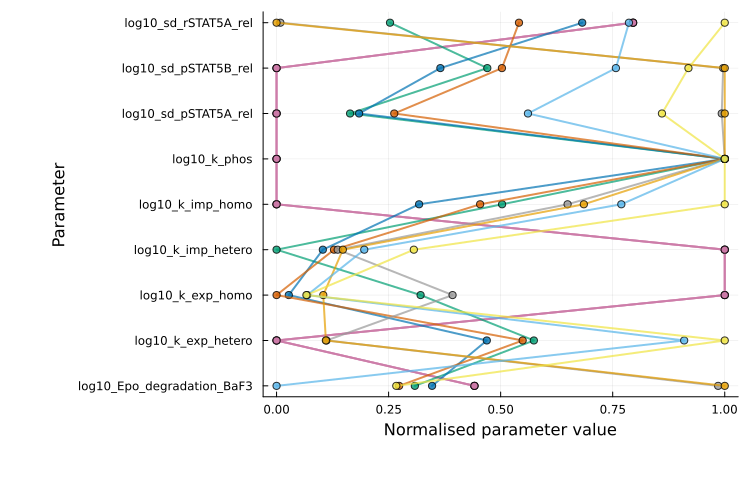 log10_sd_rSTAT5A_rel
log10_sd_pSTAT5B_rel
log10_sd_pSTAT5A_rel
log10_k_phos
log10_k_imp_homo
log10_k_imp_hetero
log10_k_exp_homo
log10_k_exp_hetero
log10_Epo_degradation_BaF3
Parameter
0.00 0.25 0.50 0.75 1.00
Normalised parameter value